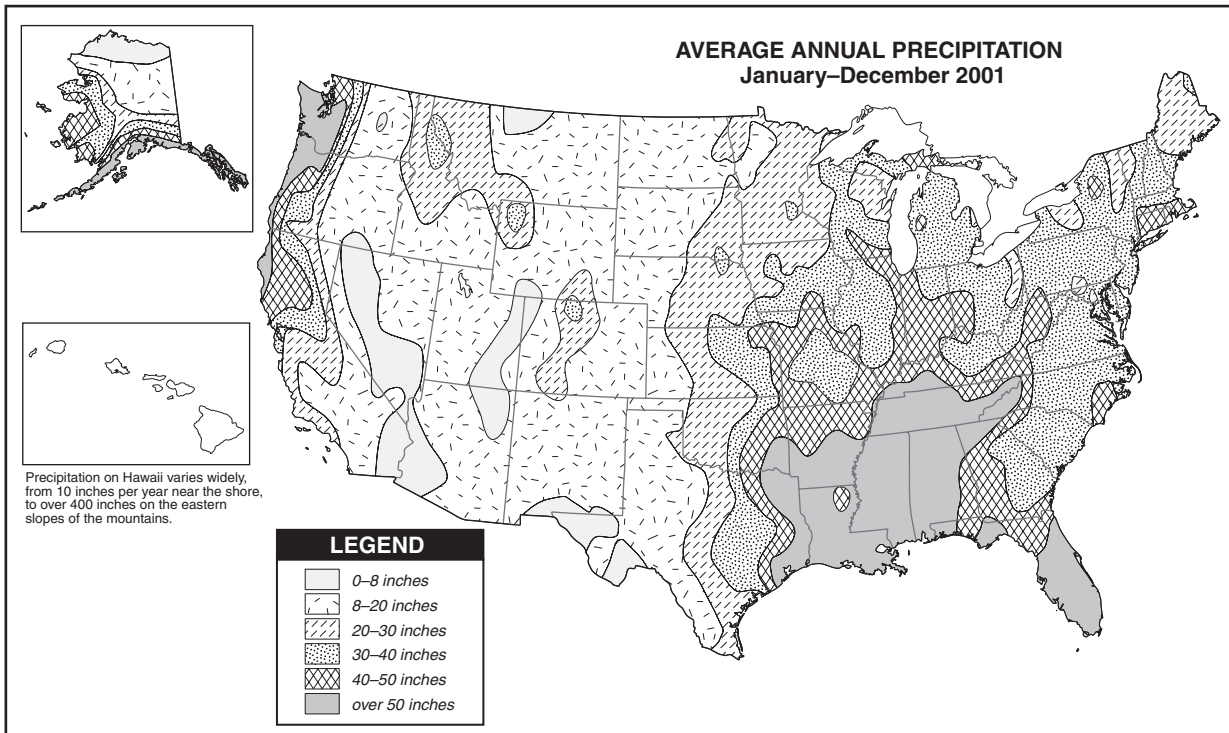 AVERAGE ANNUAL PRECIPITATION
January–December 2001
Precipitation on Hawaii varies widely,
from 10 inches per year near the shore,
to over 400 inches on the eastern
slopes of the mountains.
LEGEND
0–8 inches
8–20 inches
20–30 inches
30–40 inches
40–50 inches
over 50 inches